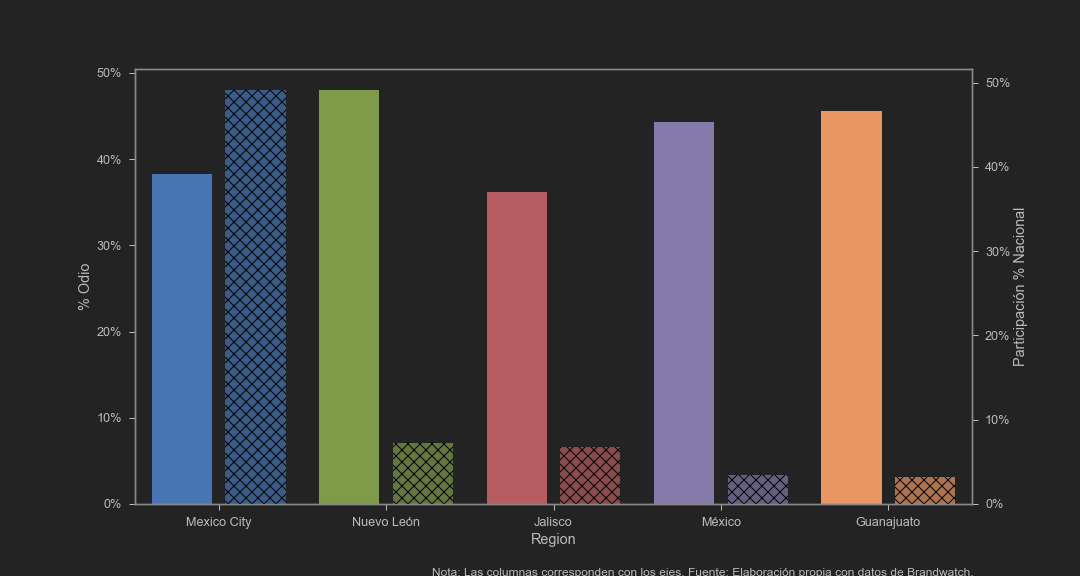 50%
40%
30%
20%
10%
0%
% Odio
50%
40%
30%
20%
10%
0%
Participación % Nacional
Mexico City
Nuevo León
Jalisco
México
Guanajuato
Region
Nota: Las columnas corresponden con los ejes. Fuente: Elaboración propia con datos de Brandwatch.